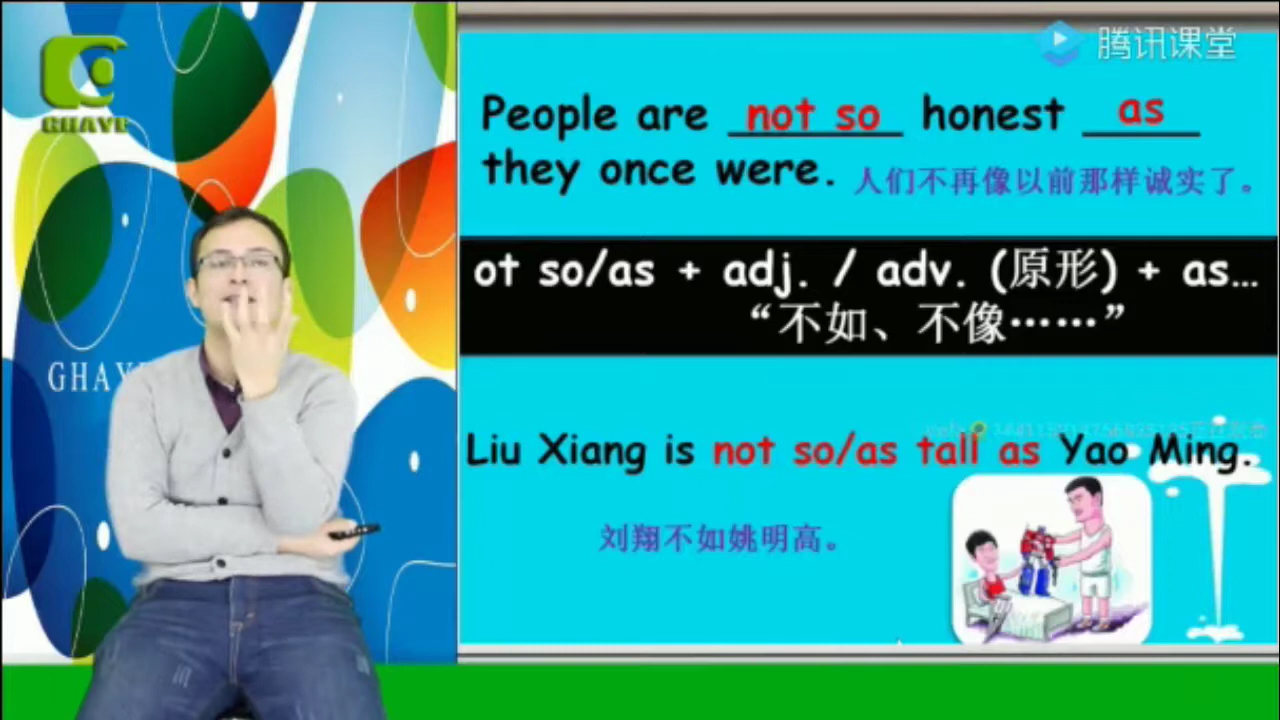 GHAYE
腾讯课堂
People are not so honest as
they once were. 人们不再像以前那样诚实了。
ot so/as + adj. / adv. (原形) + as...
“不如、不像……”
GHAY
Liu Xiang is not so/as tall as Yao Ming.
刘翔不如姚明高。